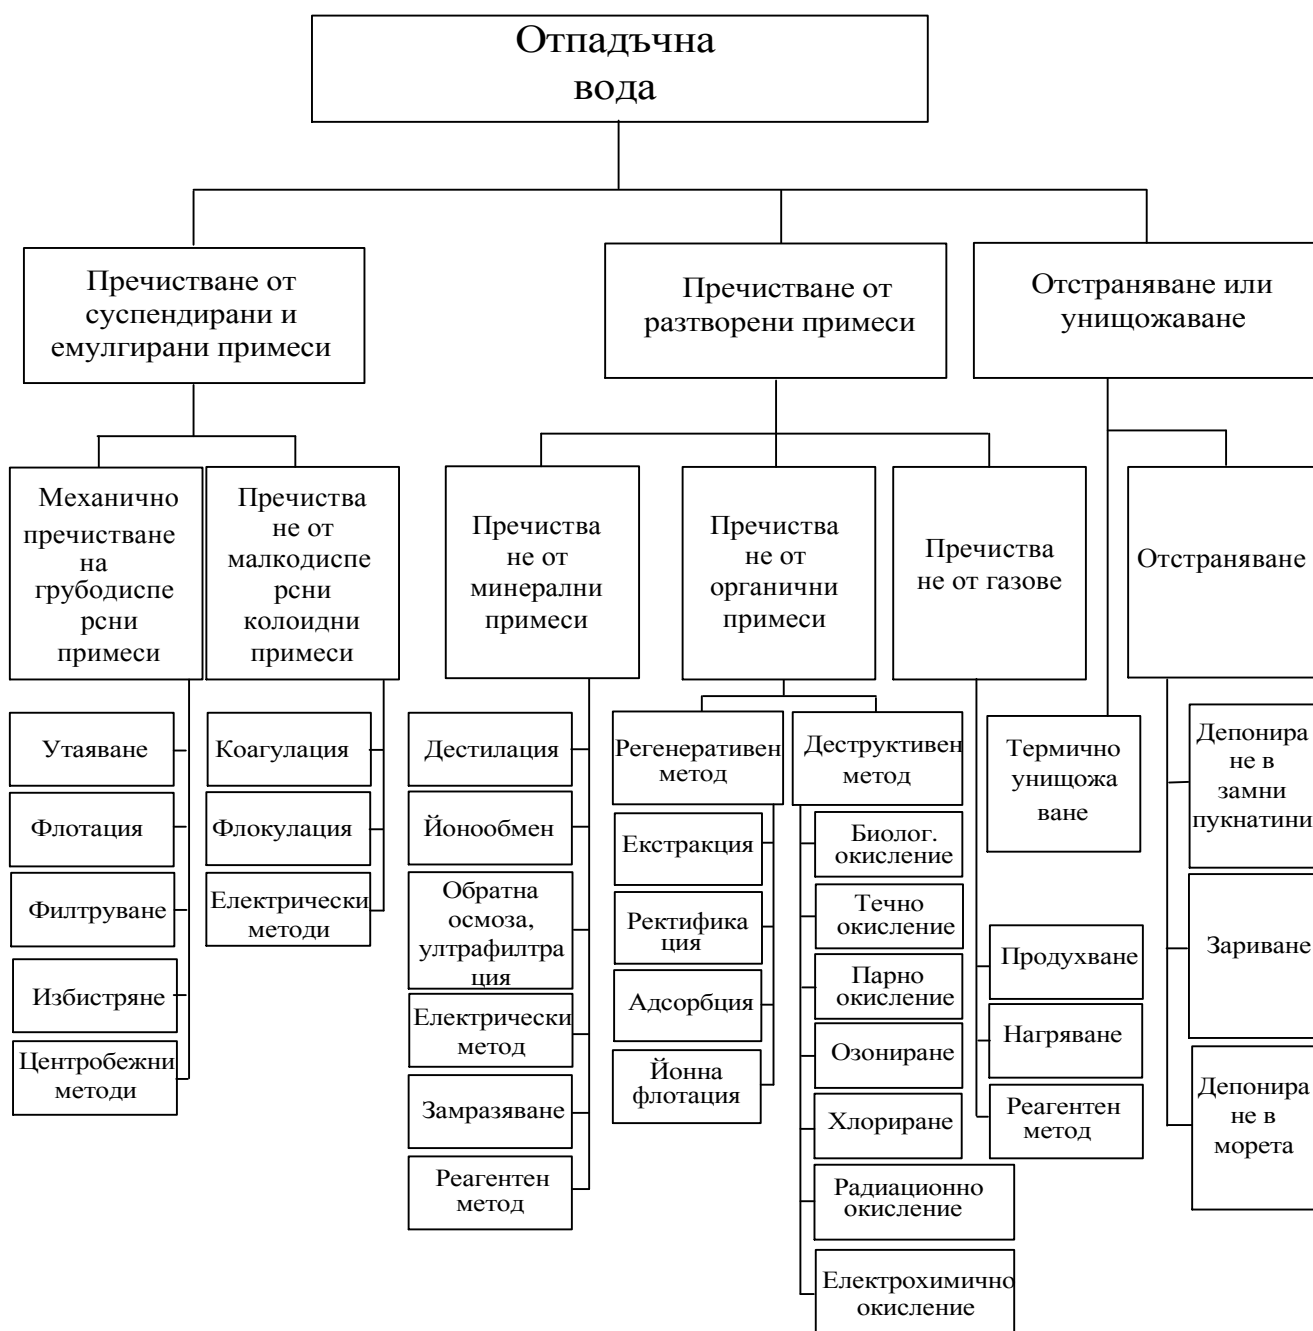 Отпадъчна
вода
Пречистване от
суспендирани и
емулгирани примеси
Пречистване от
разтворени примеси
Отстраняване или
унищожаване
Механично
пречистване
на
грубодиспе
рсни
примеси
Пречиства
не от
малкодиспе
рсни
колоидни
примеси
Пречиства
не от
минерални
примеси
Пречиства
не от
органични
примеси
Пречиства
не от газове
Отстраняване
Утаяване
Флотация
Филтруване
Избистряне
Центробежни
методи
Коагулация
Флокулация
Електрически
методи
Дестилация
Йонообмен
Обратна
осмоза,
ултрафилтра
ция
Електрически
метод
Замразяване
Реагентен
метод
Регенеративен
метод
Екстракция
Ректифика
ция
Адсорбция
Йонна
флотация
Деструктивен
метод
Биолог.
окисление
Течно
окисление
Парно
окисление
Озониране
Хлориране
Радиационно
окисление
Електрохимично
окисление
Продухване
Нагряване
Реагентен
метод
Термично
унищожа
ване
Депонира
не в
замни
пукнатини
Зариване
Депонира
не в
морета